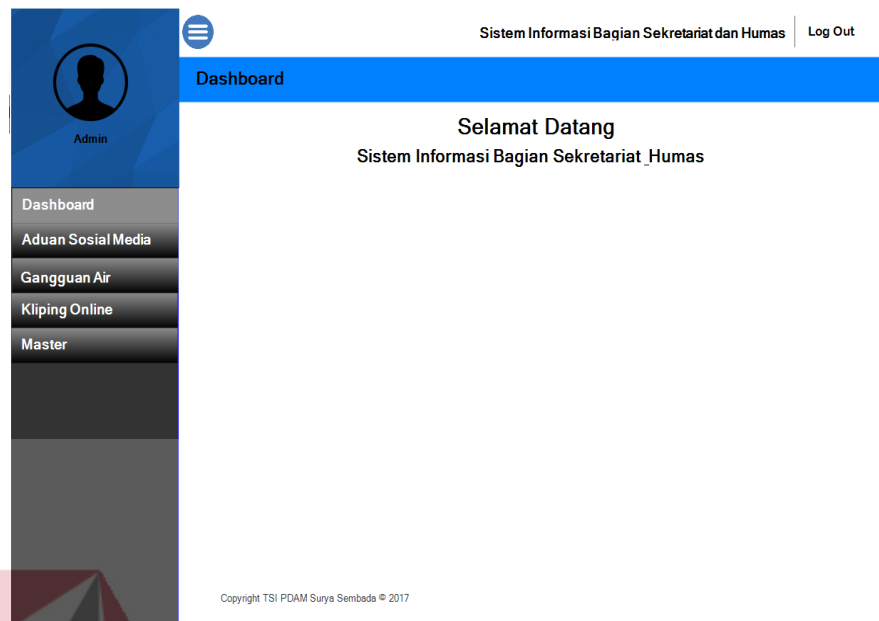 Sistem Informasi Bagian Sekretariat dan Humas
Log Out
Dashboard
Admin
Selamat Datang
Sistem Informasi Bagian Sekretariat_Humas
Dashboard
Aduan Sosial Media
Gangguan Air
Kliping Online
Master
Copyright TSI PDAM Surya Sembada © 2017